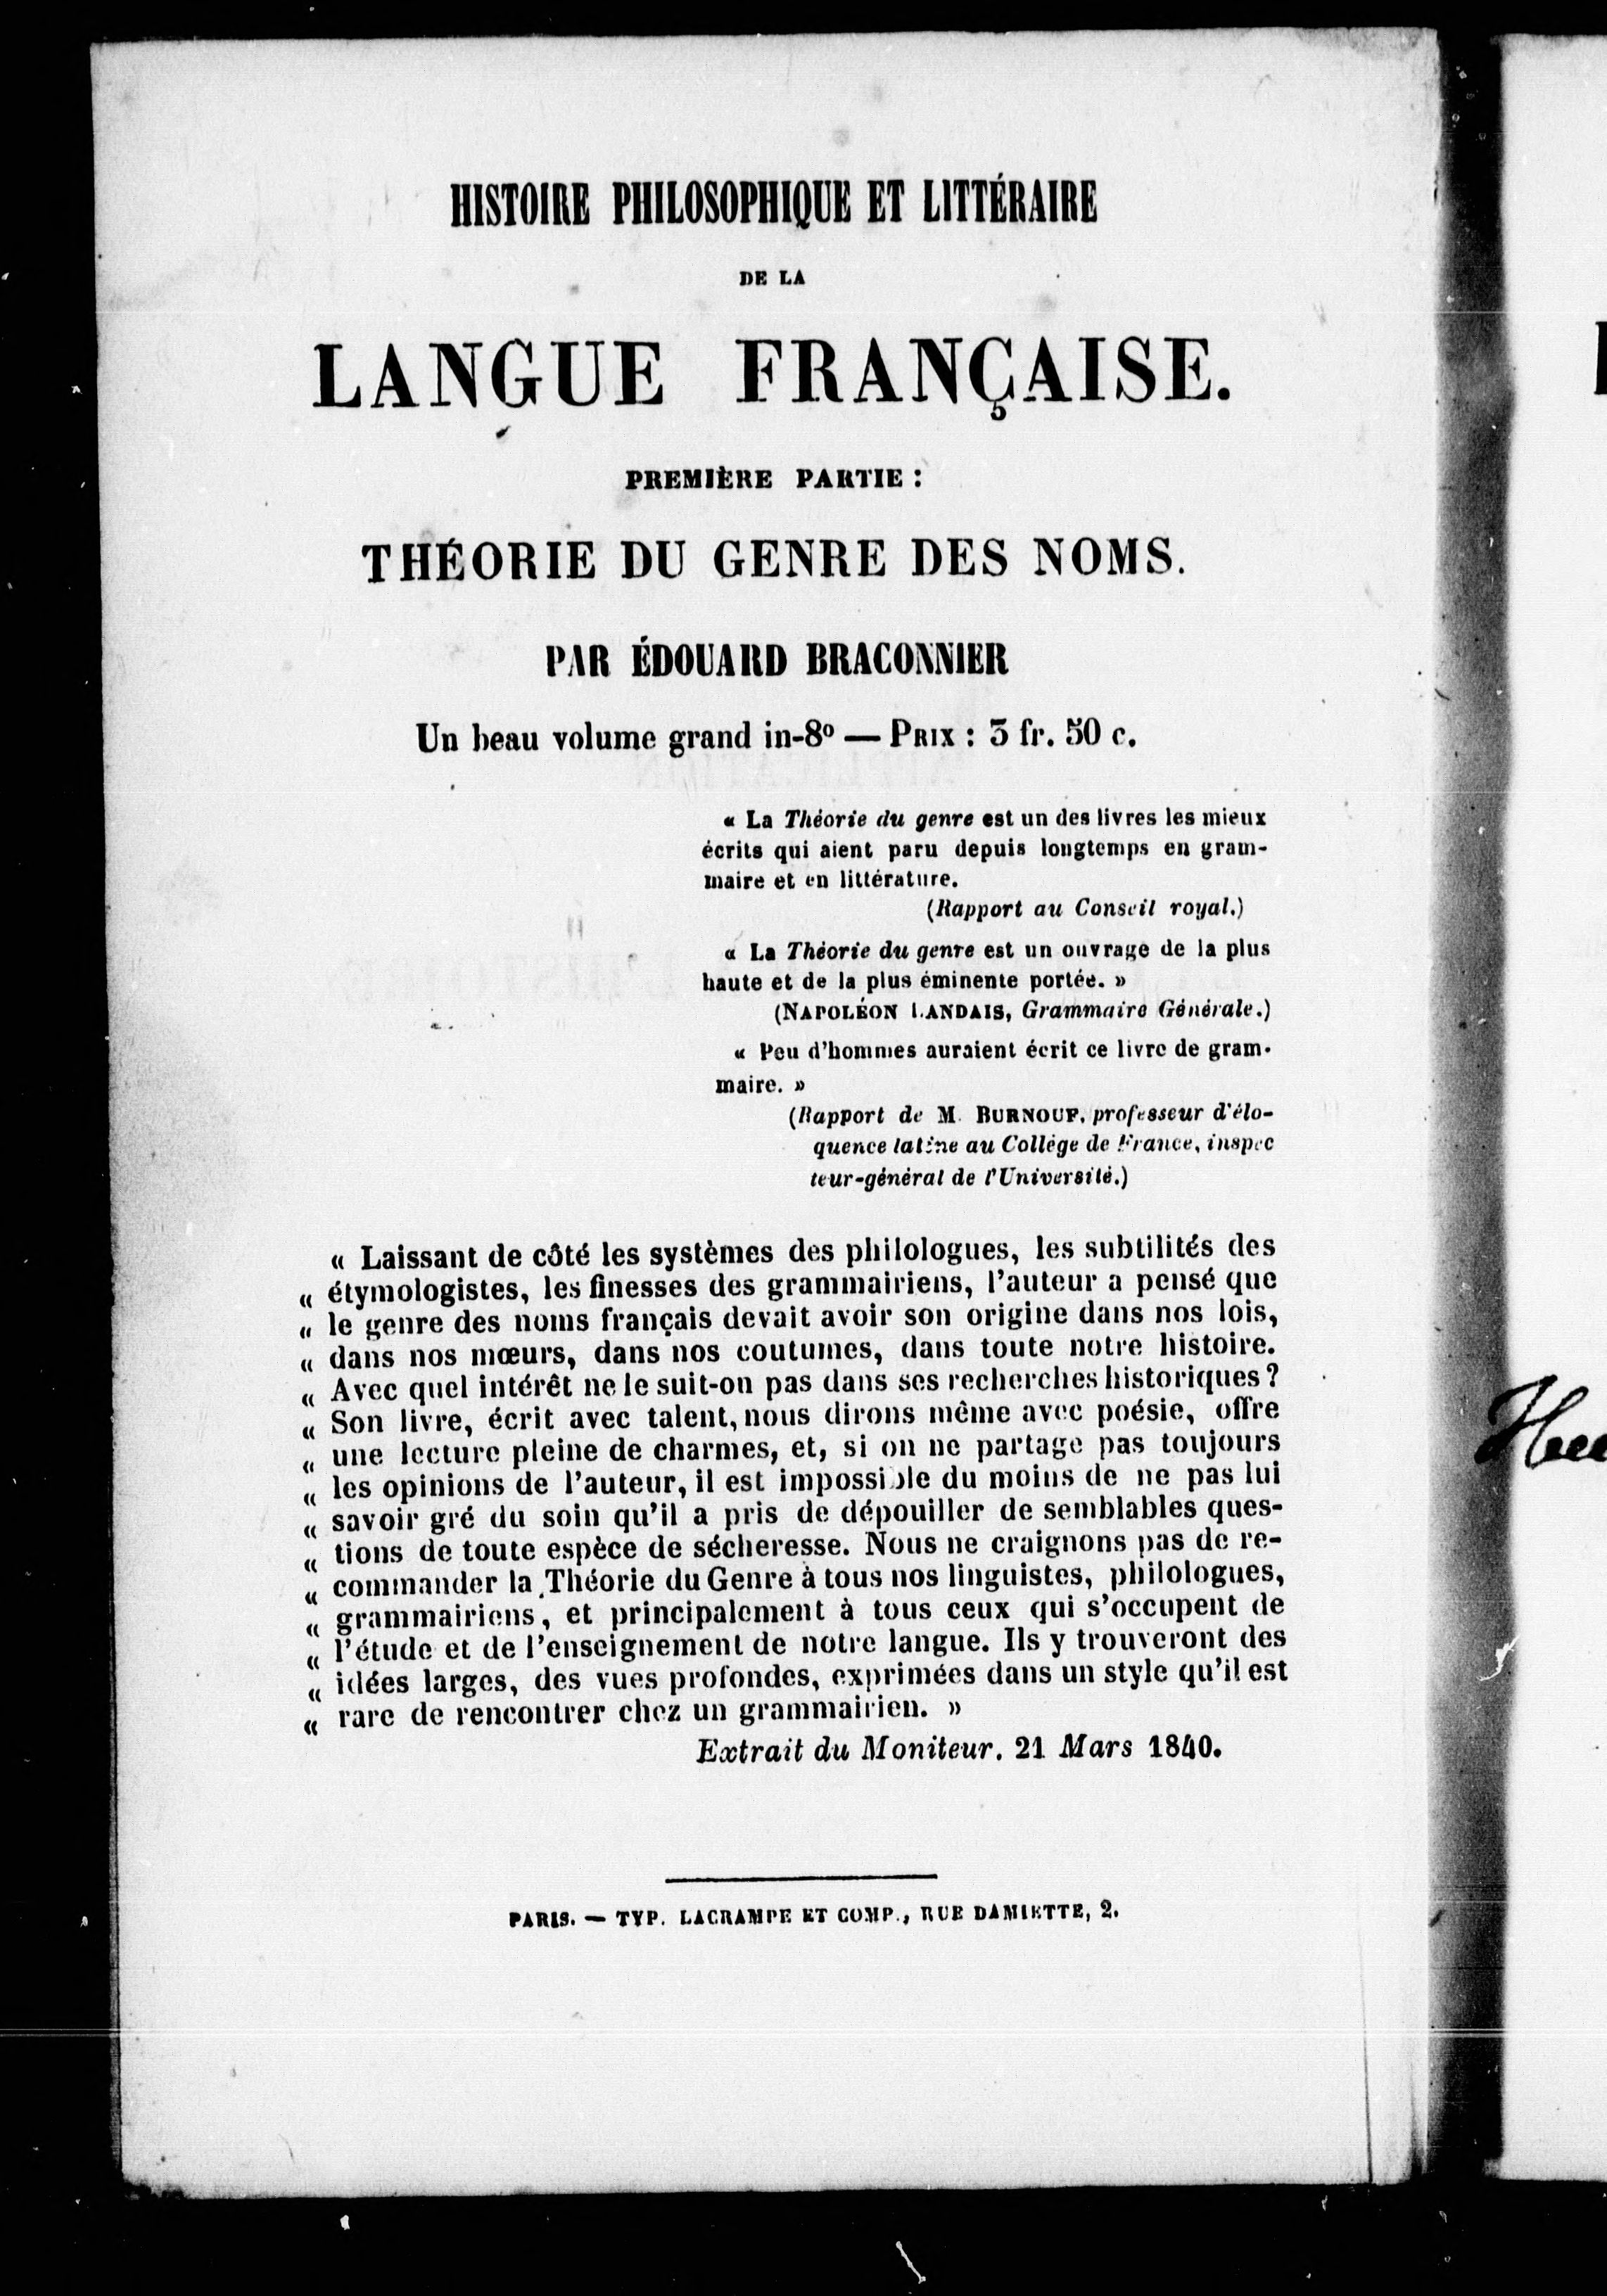 HISTOIRE PHILOSOPHIQUE ET LITTÉRAIRE
DE LA
LANGUE FRANÇAISE.
PREMIÈRE PARTIE :
THÉORIE DU GENRE DES NOMS.
PAR ÉDOUARD BRACONNIER
Un beau volume grand in-8º — PRIX : 3 fr. 50 c.
« La Théorie du genre est un des livres les mieux
écrits qui aient paru depuis longtemps en gram-
maire et en littérature.
(Rapport au Conseil royal.)
« La Théorie du genre est un ouvrage de la plus
haute et de la plus éminente portée. »
(NAPOLÉON LANDAIS, Grammaire Générale.)
« Peu d'hommes auraient écrit ce livre de gram-
maire. »
(Rapport de M. BURNOUF, professeur d'élo-
quence latine au Collège de France, inspec
teur-général de l'Université.)
« Laissant de côté les systèmes des philologues, les subtilités des
« étymologistes, les finesses des grammairiens, l'auteur a pensé que
« le genre des noms français devait avoir son origine dans nos lois,
« dans nos mœurs, dans nos coutumes, dans toute notre histoire.
« Avec quel intérêt ne le suit-on pas dans ses recherches historiques ?
« Son livre, écrit avec talent, nous dirons même avec poésie, offre
« une lecture pleine de charmes, et, si on ne partage pas toujours
« les opinions de l'auteur, il est impossible du moins de ne pas lui
« savoir gré du soin qu'il a pris de dépouiller de semblables ques-
« tions de toute espèce de sécheresse. Nous ne craignons pas de re-
« commander la Théorie du Genre à tous nos linguistes, philologues,
« grammairiens, et principalement à tous ceux qui s'occupent de
« l'étude et de l'enseignement de notre langue. Ils y trouveront des
« idées larges, des vues profondes, exprimées dans un style qu'il est
« rare de rencontrer chez un grammairien. »
Extrait du Moniteur. 21 Mars 1840.
PARIS. — TYP. LACRAMPE ET COMP., RUE DAMIETTE, 2.